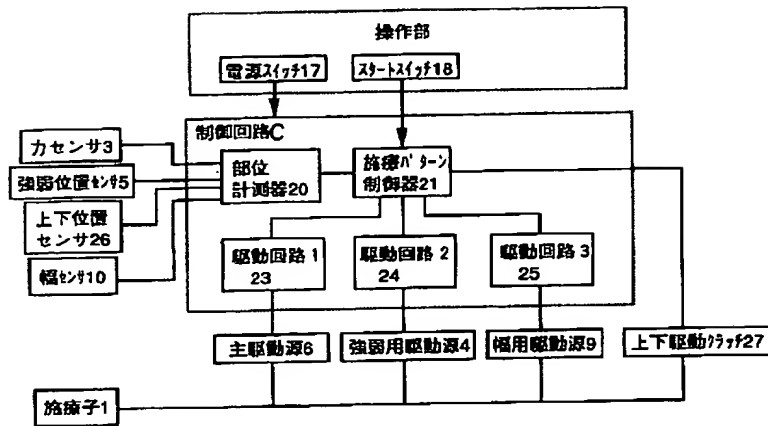 操作部
電源スイッチ17
スタートスイッチ18
制御回路C
力センサ3
強弱位置センサ5
上下位置
センサ26
幅センサ10
部位
計測器20
施療パターン
制御器21
駆動回路1
23
駆動回路2
24
駆動回路3
25
主駆動源6
強弱用駆動源4
幅用駆動源9
上下駆動クラッチ27
施療子1